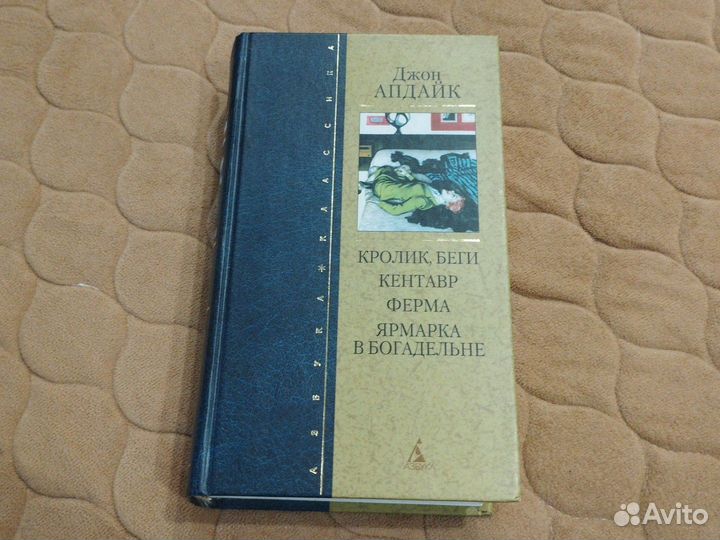 Джон
АПДАЙК
КРОЛИК, БЕГИ
КЕНТАВР
ФЕРМА
ЯРМАРКА
В БОГАДЕЛЬНЕ
АЗБУКА*КЛАССИКА
АЗБУКА
Avito